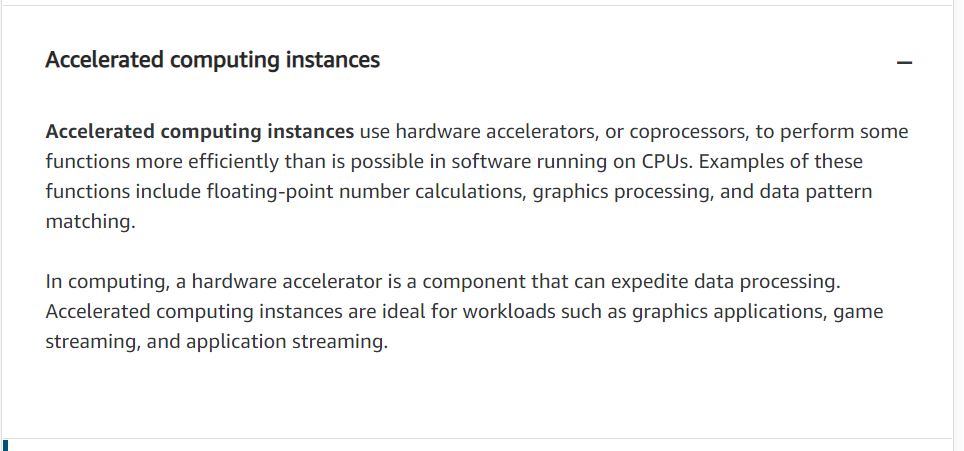 Accelerated computing instances
Accelerated computing instances use hardware accelerators, or coprocessors, to perform some
functions more efficiently than is possible in software running on CPUs. Examples of these
functions include floating-point number calculations, graphics processing, and data pattern
matching.
In computing, a hardware accelerator is a component that can expedite data processing.
Accelerated computing instances are ideal for workloads such as graphics applications, game
streaming, and application streaming.